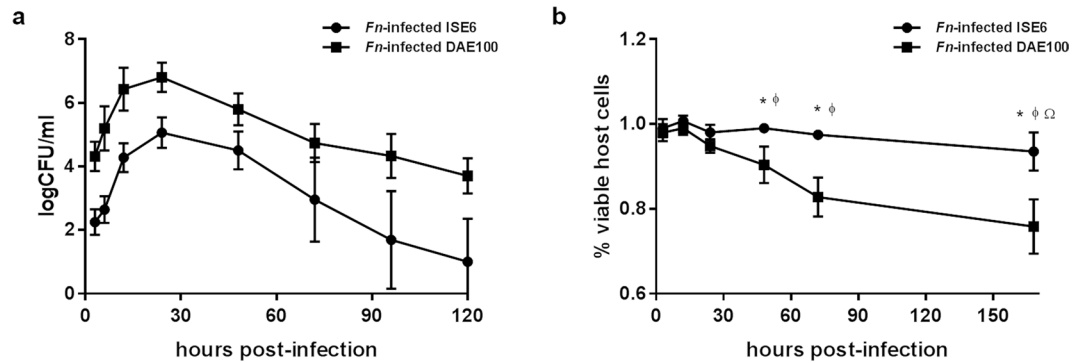 a
Fn-infected ISE6
Fn-infected DAE100
8
6
4
2
0
logCFU/ml
0 30 60 90 120
hours post-infection
b
Fn-infected ISE6
Fn-infected DAE100
1.2
1.0
0.8
0.6
% viable host cells
* ϕ
* ϕ
* ϕ Ω
0 30 60 90 120 150
hours post-infection